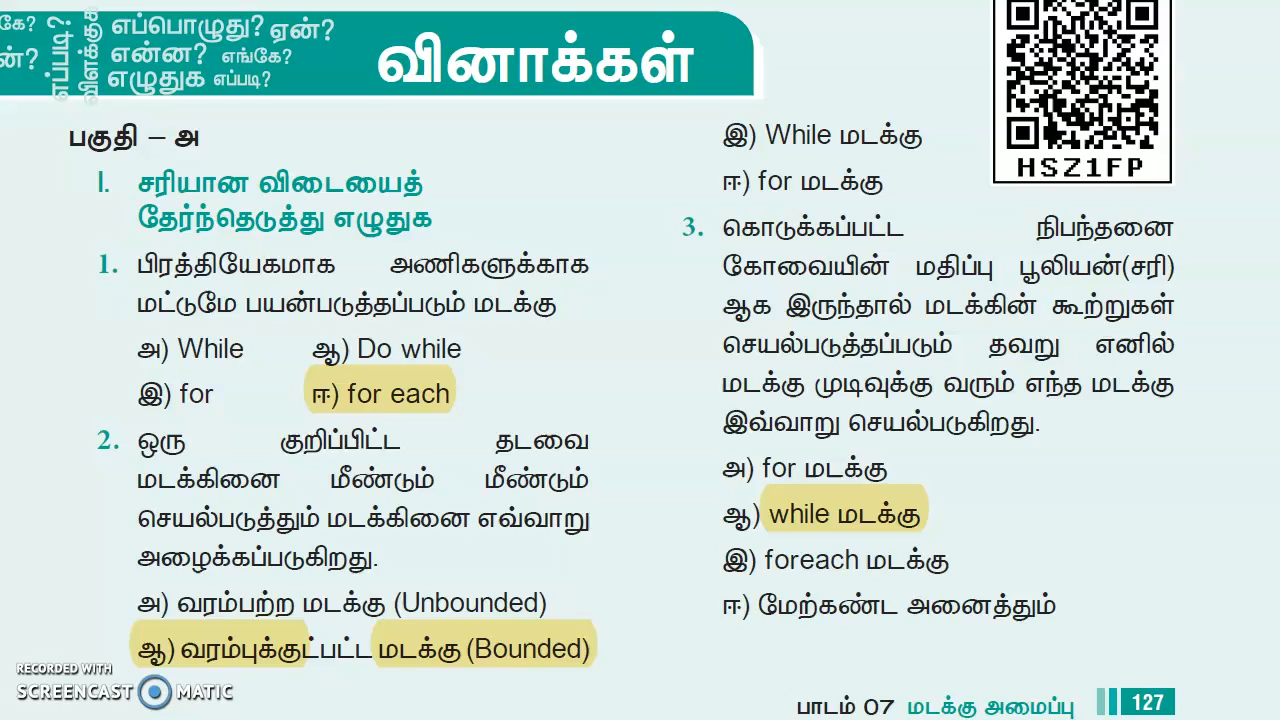 கே?
ன்?
எப்படி?
விளக்குக
எப்பொழுது? ஏன்?
என்ன? எங்கே?
எழுதுக எப்படி?
வினாக்கள்
HSZ1FP
பகுதி – அ
I. சரியான விடையைத்
தேர்ந்தெடுத்து எழுதுக
1. பிரத்தியேகமாக அணிகளுக்காக
மட்டுமே பயன்படுத்தப்படும் மடக்கு
அ) While ஆ) Do while
இ) for ஈ) for each
2. ஒரு குறிப்பிட்ட தடவை
மடக்கினை மீண்டும் மீண்டும்
செயல்படுத்தும் மடக்கினை எவ்வாறு
அழைக்கப்படுகிறது.
அ) வரம்பற்ற மடக்கு (Unbounded)
ஆ) வரம்புக்குட்பட்ட மடக்கு (Bounded)
இ) While மடக்கு
ஈ) for மடக்கு
3. கொடுக்கப்பட்ட நிபந்தனை
கோவையின் மதிப்பு பூலியன்(சரி)
ஆக இருந்தால் மடக்கின் கூற்றுகள்
செயல்படுத்தப்படும் தவறு எனில்
மடக்கு முடிவுக்கு வரும் எந்த மடக்கு
இவ்வாறு செயல்படுகிறது.
அ) for மடக்கு
ஆ) while மடக்கு
இ) foreach மடக்கு
ஈ) மேற்கண்ட அனைத்தும்
RECORDED WITH
SCREENCAST MATIC
பாடம் 07 மடக்கு அமைப்பு 127